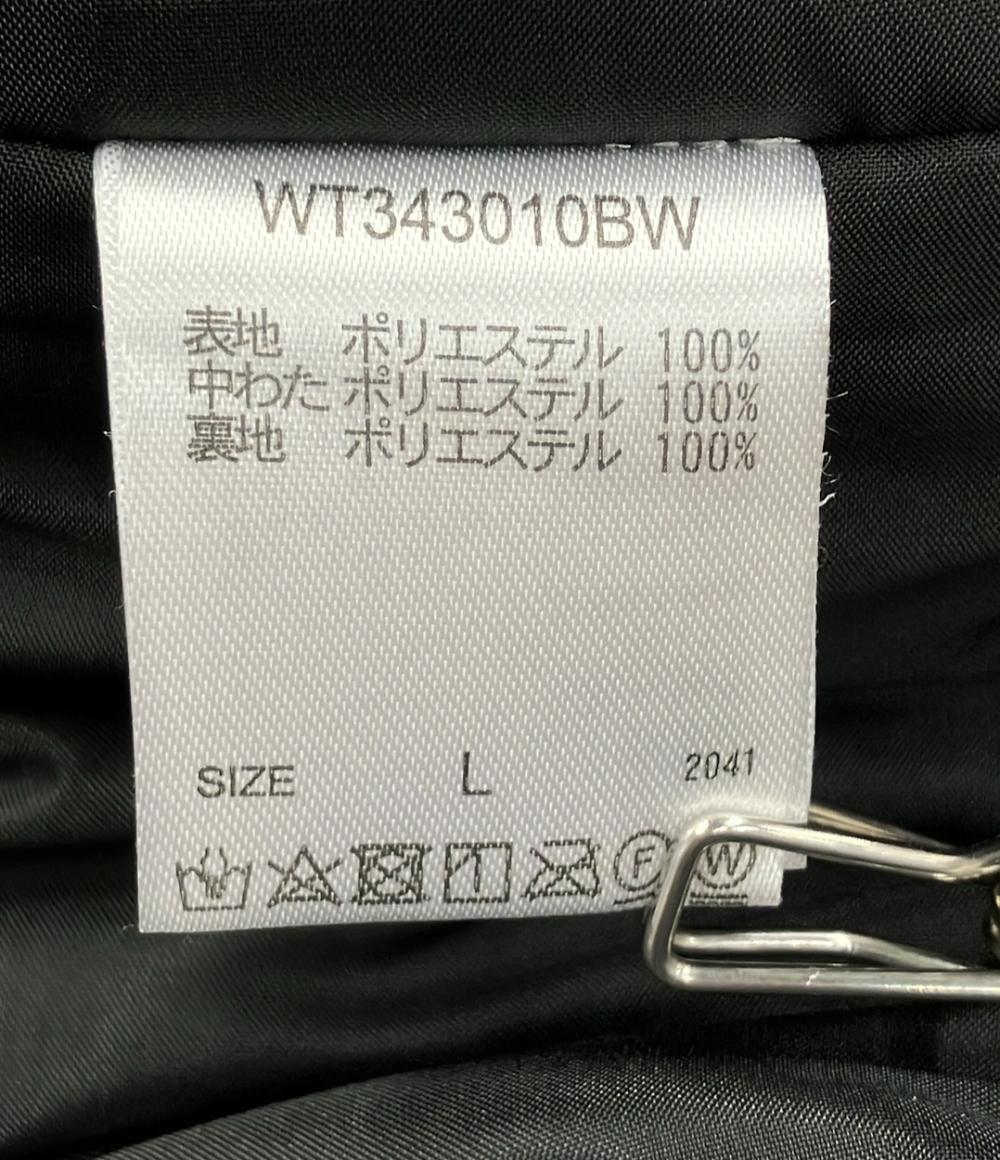 WT343010BW
表地 ポリエステル 100%
中わた ポリエステル 100%
裏地 ポリエステル 100%
SIZE L 2041
F W